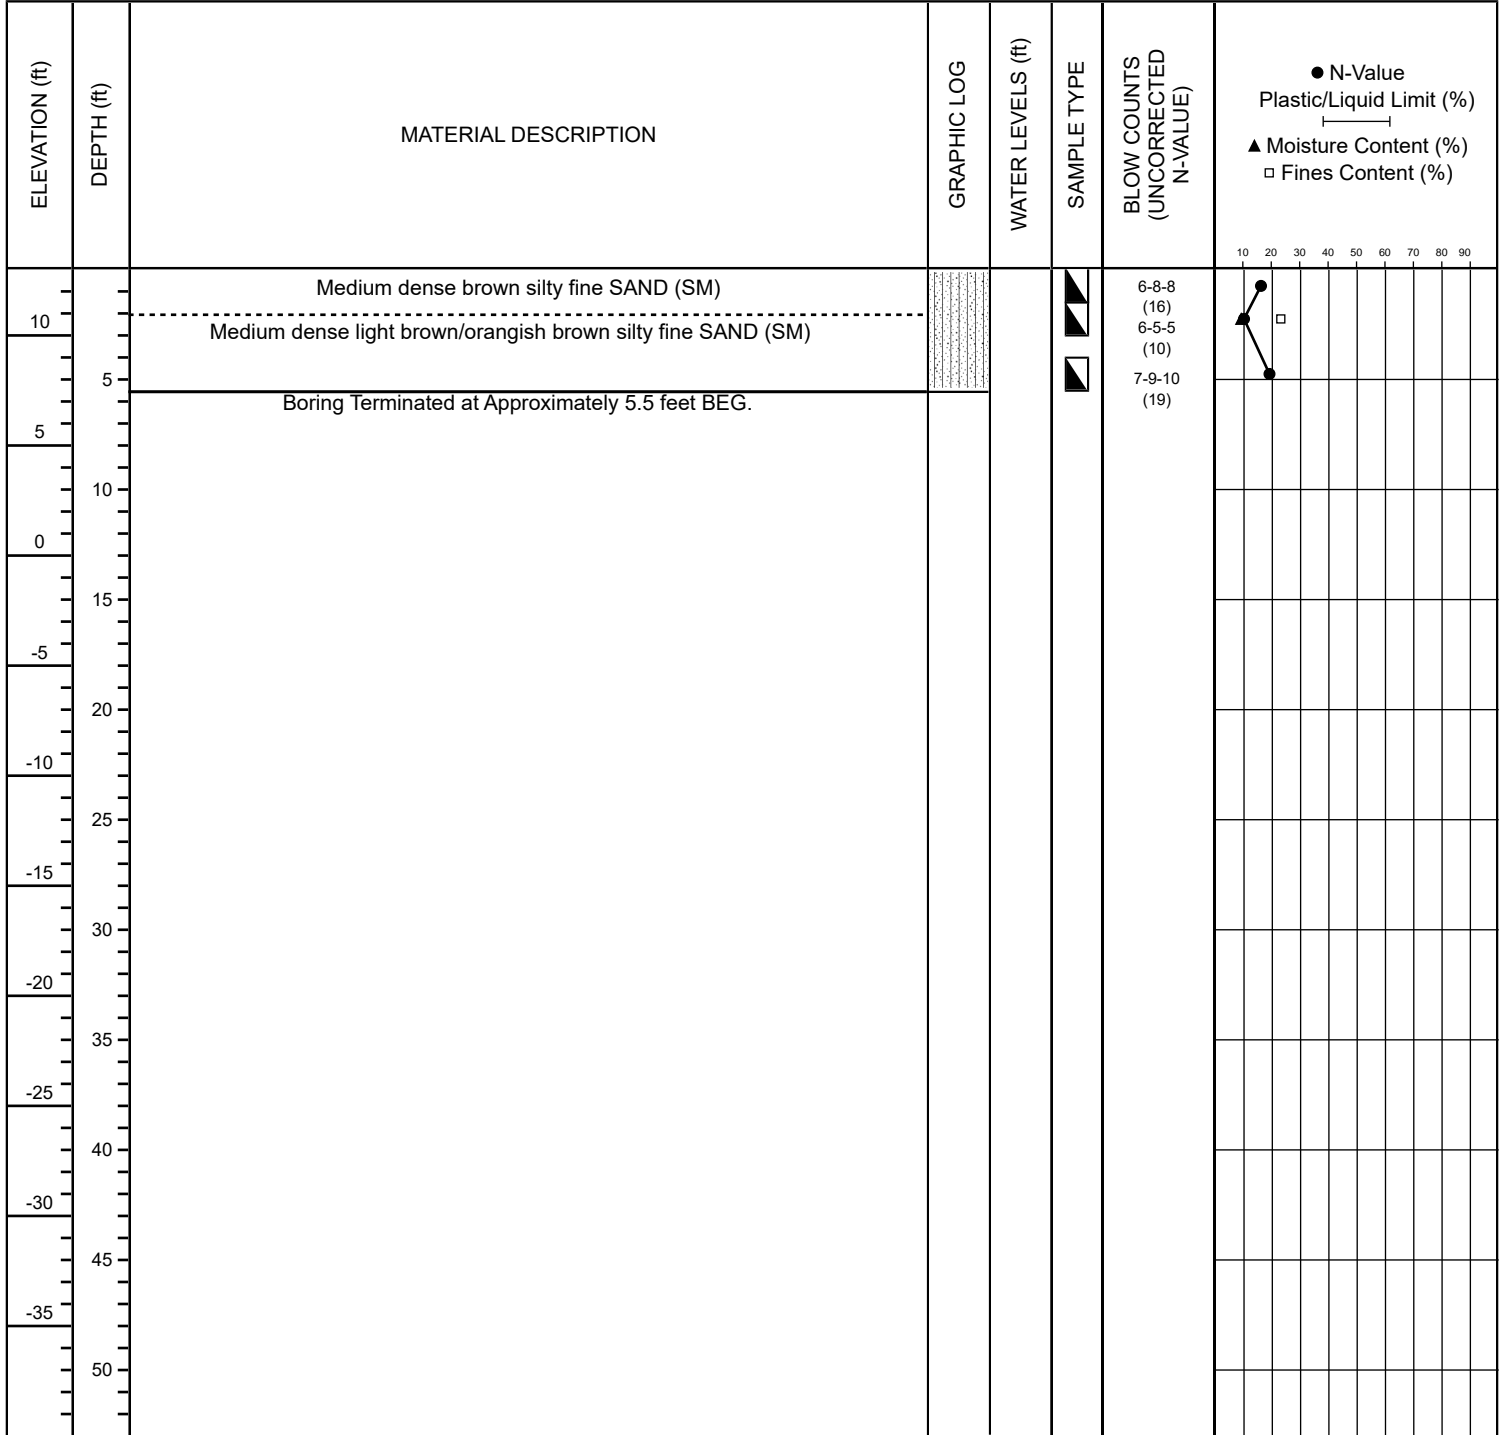 ELEVATION (ft)
DEPTH (ft)
MATERIAL DESCRIPTION
GRAPHIC LOG
WATER LEVELS (ft)
SAMPLE TYPE
BLOW COUNTS
(UNCORRECTED
N-VALUE)
N-Value
Plastic/Liquid Limit (%)
Moisture Content (%)
Fines Content (%)
10 20 30 40 50 60 70 80 90
Medium dense brown silty fine SAND (SM)
6-8-8
(16)
10
Medium dense light brown/orangish brown silty fine SAND (SM)
6-5-5
(10)
5
7-9-10
(19)
Boring Terminated at Approximately 5.5 feet BEG.
5
10
0
15
-5
20
-10
25
-15
30
-20
35
-25
40
-30
45
-35
50